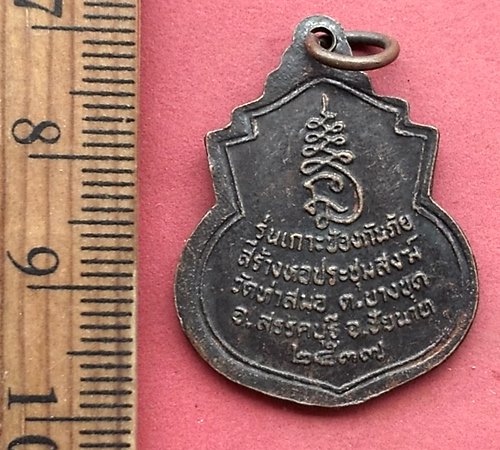 7
8
9
10
รุ่นเกาะป้องกันภัย
สร้างหอประชุมสงฆ์
วัดท่าสมอ ต.บางขุด
อ.สรรคบุรี จ.ชัยนาท
๒๕๓๗